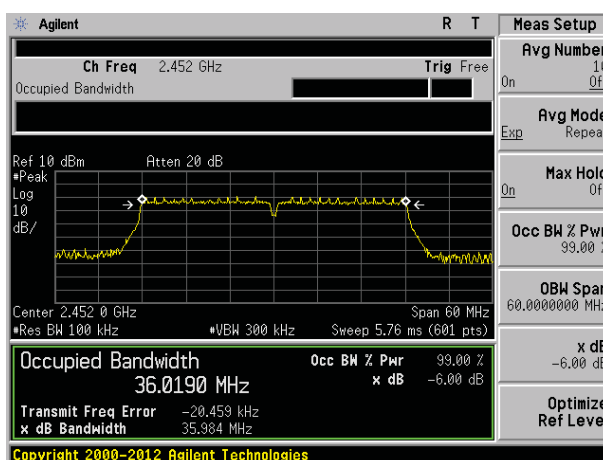 Agilent R T
Ch Freq 2.452 GHz Trig Free
Occupied Bandwidth
Ref 10 dBm Atten 20 dB
#Peak
Log
10
dB/
Center 2.452 0 GHz Span 60 MHz
#Res BW 100 kHz #VBW 300 kHz Sweep 5.76 ms (601 pts)
Occupied Bandwidth Occ BW % Pwr 99.00 %
36.0190 MHz x dB -6.00 dB
Transmit Freq Error -20.459 kHz
x dB Bandwidth 35.984 MHz
Copyright 2000-2012 Agilent Technologies
Meas Setup
Avg Number
10
On Of
Avg Mode
Exp Repea
Max Hold
On Of
Occ BW % Pwr
99.00 %
OBW Span
60.0000000 MHz
x dB
-6.00 dB
Optimize
Ref Level